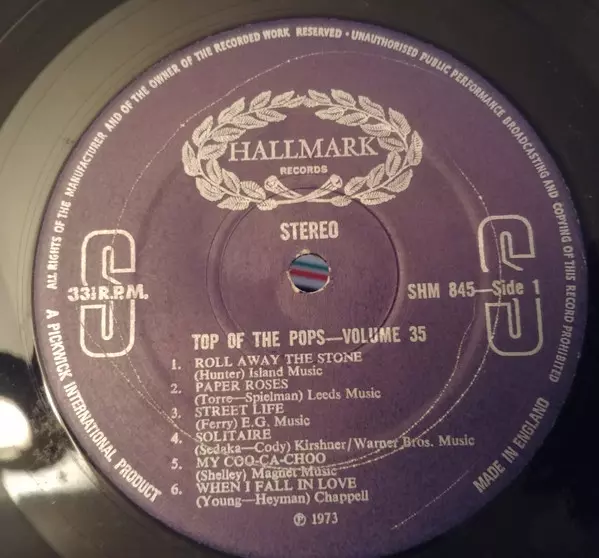 ALL RIGHTS OF THE MANUFACTURER AND OF THE OWNER OF THE RECORDED WORK RESERVED · UNAUTHORISED PUBLIC PERFORMANCE BROADCASTING AND COPYING OF THIS RECORD PROHIBITED
HALLMARK
RECORDS
STEREO
S
33⅓ R.P.M.
S
SHM 845—Side 1
TOP OF THE POPS—VOLUME 35
1. ROLL AWAY THE STONE
(Hunter) Island Music
2. PAPER ROSES
(Torre—Spielman) Leeds Music
3. STREET LIFE
(Ferry) E.G. Music
4. SOLITAIRE
(Sedaka—Cody) Kirshner/Warner Bros. Music
5. MY COO-CA-CHOO
(Shelley) Magnet Music
6. WHEN I FALL IN LOVE
(Young—Heyman) Chappell
℗ 1973
A PICKWICK INTERNATIONAL PRODUCT
MADE IN ENGLAND